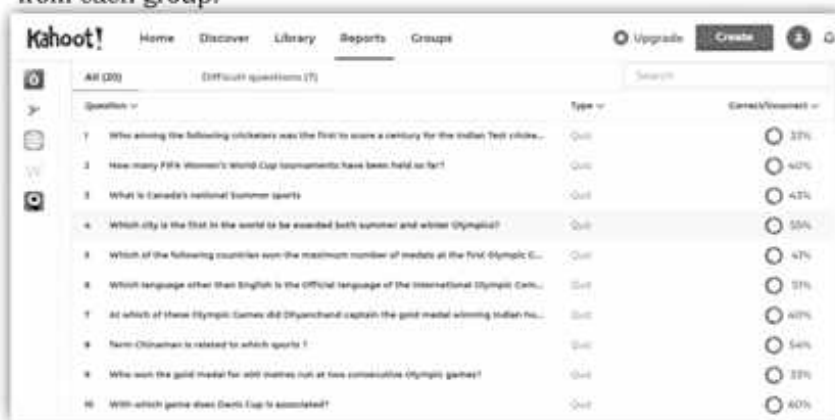 from each group.
Kahoot! Home Discover Library Reports Groups Upgrade Create
All (20) Difficult questions (7) Search
Question Type Correct/Incorrect
1 Who among the following cricketers was the first to score a century for the Indian Test cricke... Quiz 33%
2 How many FIFA Women's World Cup tournaments have been held so far? Quiz 40%
3 What is Canada's national Summer sports Quiz 43%
4 Which city is the first in the world to be awarded both summer and winter Olympics? Quiz 55%
5 Which of the following countries won the maximum number of medals at the first Olympic G... Quiz 47%
6 Which language other than English is the Official language of the International Olympic Com... Quiz 51%
7 At which of these Olympic Games did Dhyanchand captain the gold medal winning Indian ho... Quiz 40%
8 Term Chinaman is related to which sports ? Quiz 54%
9 Who won the gold medal for 400 metres run at two consecutive Olympic games? Quiz 33%
10 With which game does Davis Cup is associated? Quiz 60%